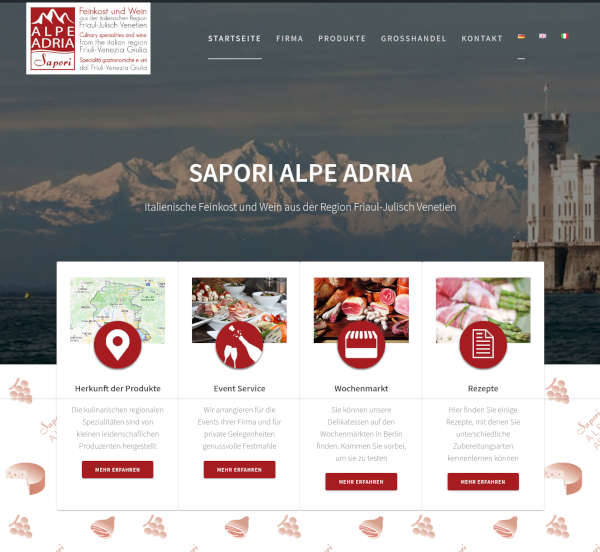 Feinkost und Wein
aus der italienischen Region
Friaul-Julisch Venetien
Culinary specialities and wine
from the italian region
Friuli-Venezia Giulia
Specialità gastronomiche e vini
dal Friuli-Venezia Giulia
ALPE
ADRIA
Sapori
STARTSEITE FIRMA PRODUKTE GROSSHANDEL KONTAKT
SAPORI ALPE ADRIA
Italienische Feinkost und Wein aus der Region Friaul-Julisch Venetien
Herkunft der Produkte
Die kulinarischen regionalen
Spezialitäten sind von
kleinen leidenschaftlichen
Produzenten hergestellt
MEHR ERFAHREN
Event Service
Wir arrangieren für die
Events Ihrer Firma und für
private Gelegenheiten
genussvolle Festmahle
MEHR ERFAHREN
Wochenmarkt
Sie können unsere
Delikatessen auf den
Wochenmärkten in Berlin
finden. Kommen Sie vorbei,
um sie zu testen
MEHR ERFAHREN
Rezepte
Hier finden Sie einige
Rezepte, mit denen Sie
unterschiedliche
Zubereitungsarten
kennenlernen können
MEHR ERFAHREN